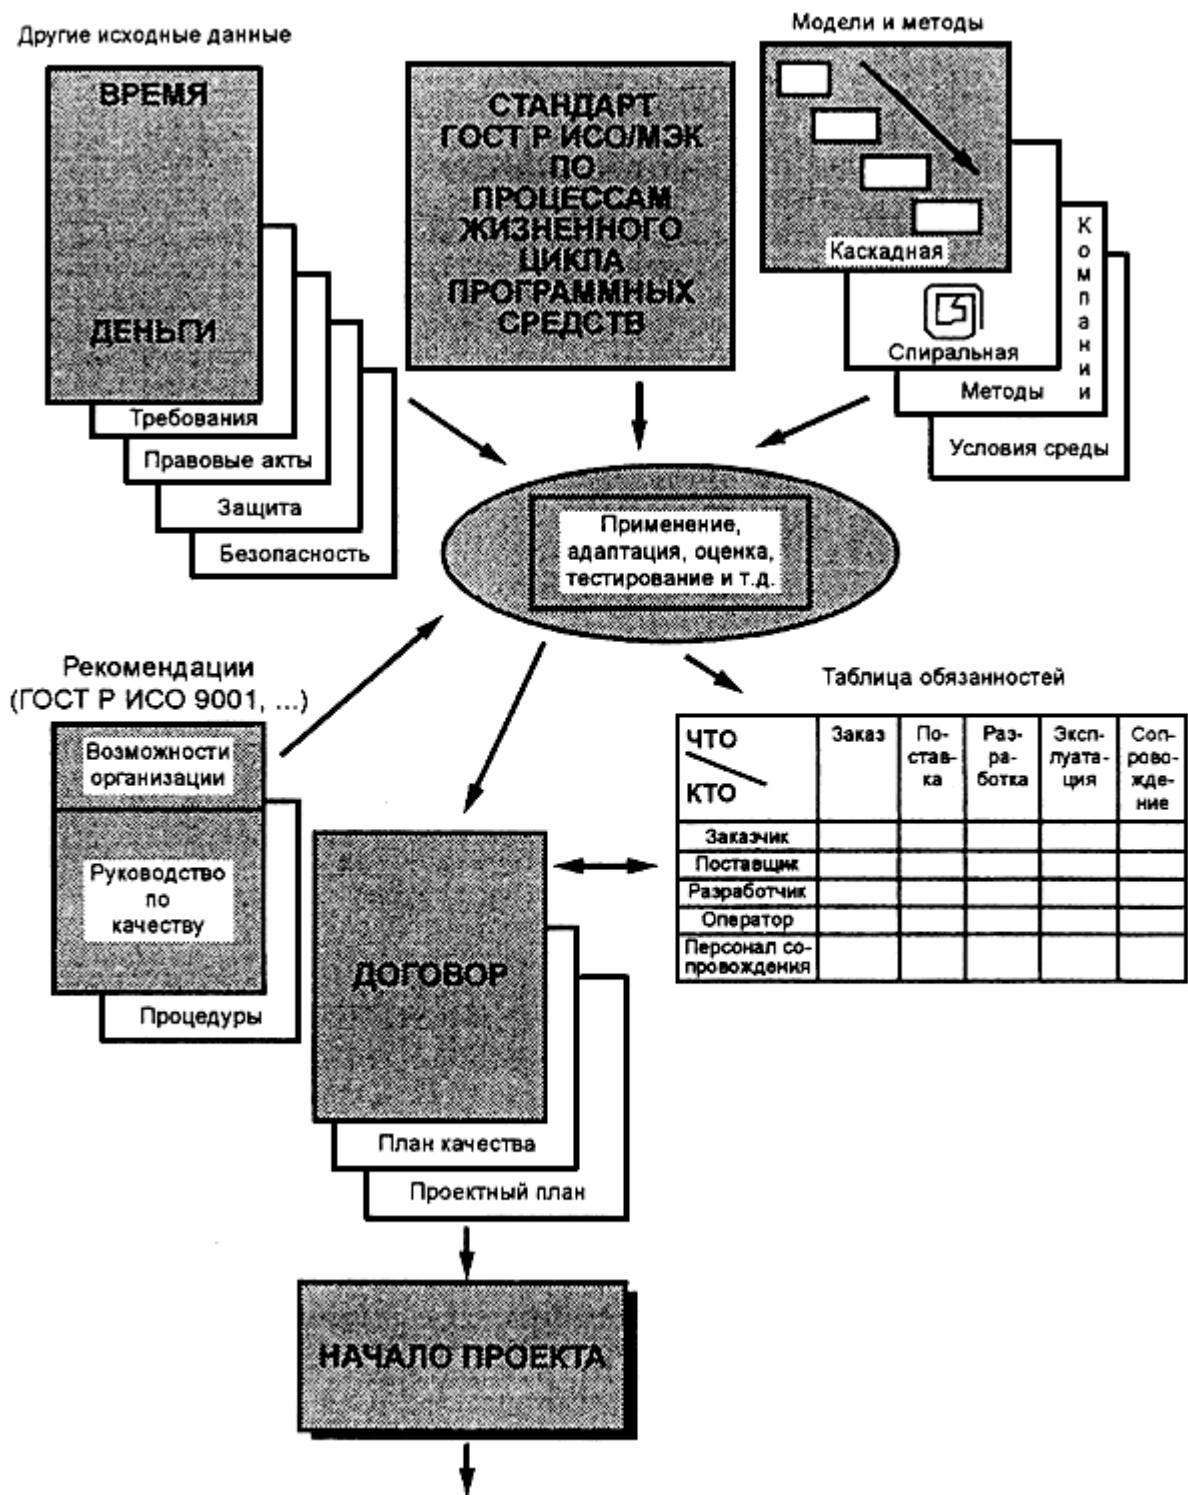 Другие исходные данные
ВРЕМЯ
ДЕНЬГИ
Требования
Правовые акты
Защита
Безопасность
СТАНДАРТ
ГОСТ Р ИСО/МЭК
ПО
ПРОЦЕССАМ
ЖИЗНЕННОГО
ЦИКЛА
ПРОГРАММНЫХ
СРЕДСТВ
Модели и методы
Каскадная
Спиральная
Методы
Компании
Условия среды
Применение,
адаптация, оценка,
тестирование и т.д.
Рекомендации
(ГОСТ Р ИСО 9001, ...)
Возможности
организации
Руководство
по
качеству
Процедуры
Таблица обязанностей
ЧТО
КТО
Заказ
По-
став-
ка
Раз-
ра-
ботка
Эксп-
луата-
ция
Соп-
рово-
жде-
ние
Заказчик
Поставщик
Разработчик
Оператор
Персонал со-
провождения
ДОГОВОР
План качества
Проектный план
НАЧАЛО ПРОЕКТА